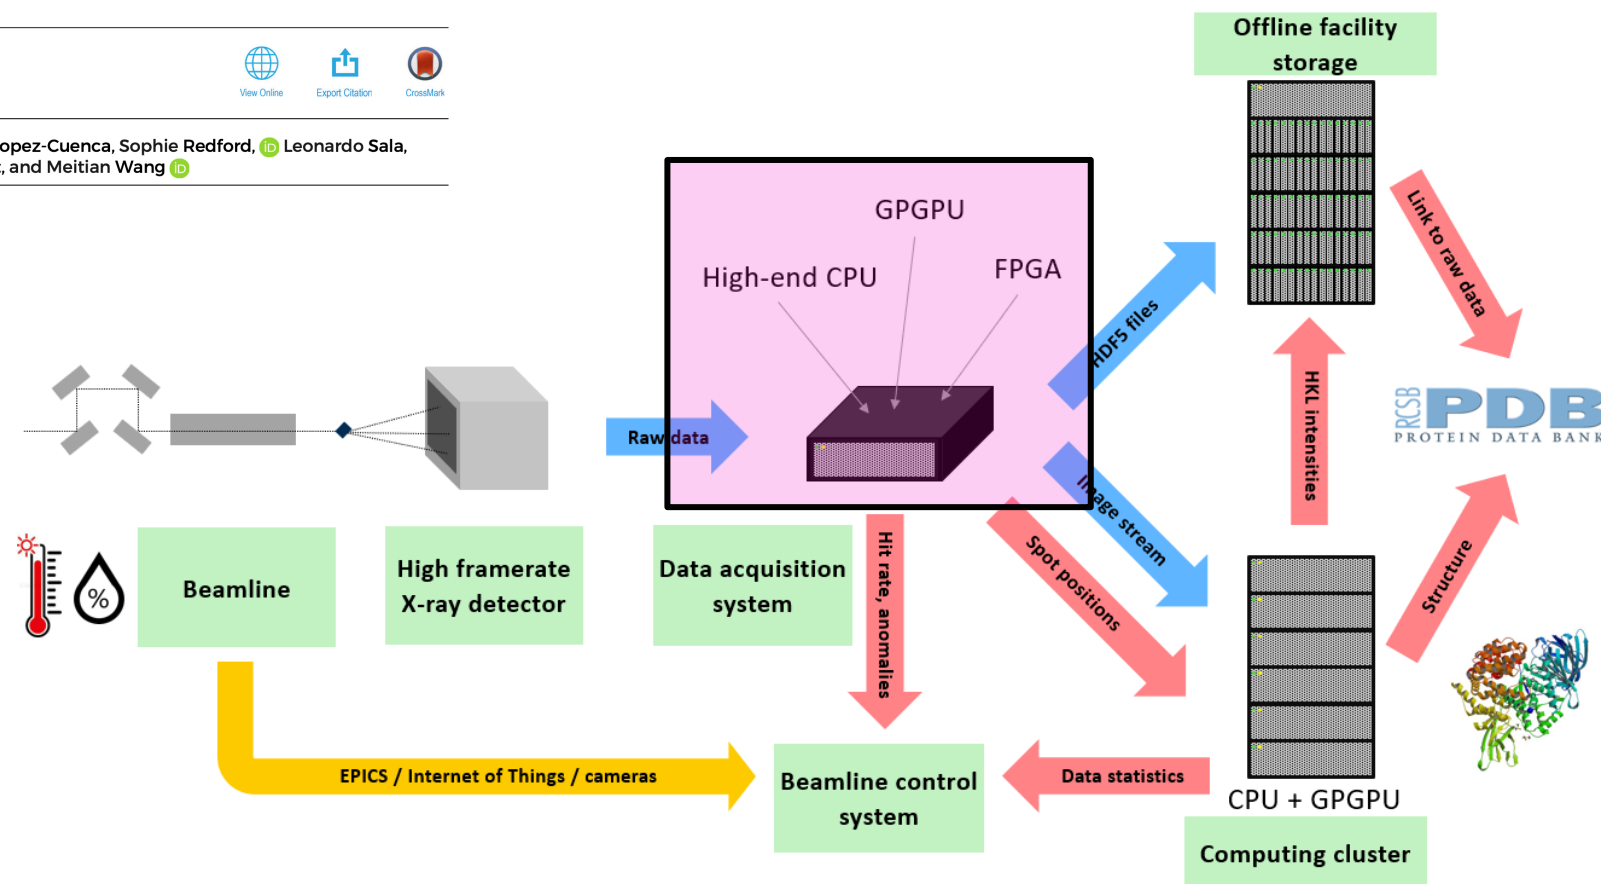 View Online
Export Citation
CrossMark
opez-Cuenca, Sophie Redford, iD Leonardo Sala,
, and Meitian Wang iD
Offline facility
storage
GPGPU
High-end CPU
FPGA
Raw data
HDF5 files
Image stream
Spot positions
Hit rate, anomalies
Link to raw data
HKL intensities
RCSB
PDB
PROTEIN DATA BANK
Structure
%
Beamline
High framerate
X-ray detector
Data acquisition
system
EPICS / Internet of Things / cameras
Beamline control
system
Data statistics
CPU + GPGPU
Computing cluster